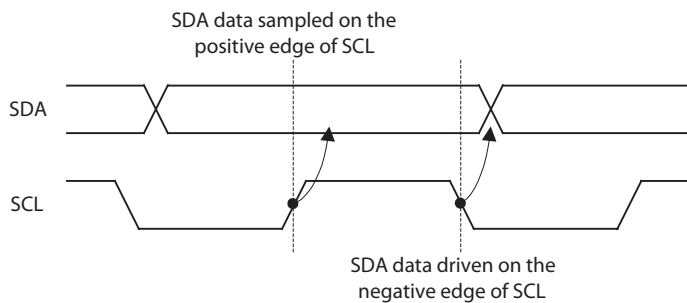 SDA data sampled on the
positive edge of SCL
SDA
SCL
SDA data driven on the
negative edge of SCL